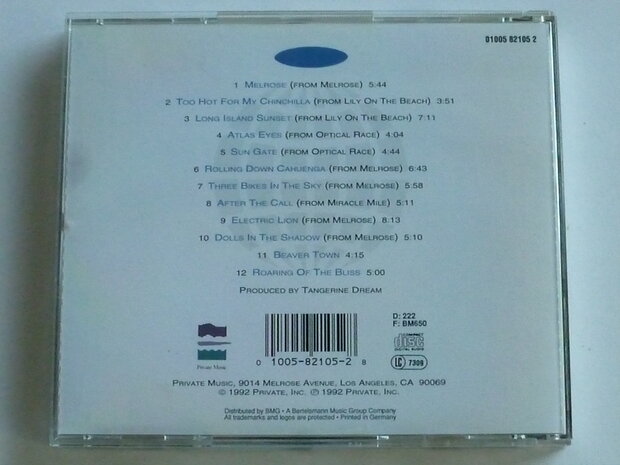 01005 82105 2
1 Melrose (from Melrose) 5:44
2 Too Hot For My Chinchilla (from Lily On The Beach) 3:51
3 Long Island Sunset (from Lily On The Beach) 7:11
4 Atlas Eyes (from Optical Race) 4:04
5 Sun Gate (from Optical Race) 4:44
6 Rolling Down Cahuenga (from Melrose) 6:43
7 Three Bikes In The Sky (from Melrose) 5:58
8 After The Call (from Miracle Mile) 5:11
9 Electric Lion (from Melrose) 8:13
10 Dolls In The Shadow (from Melrose) 5:10
11 Beaver Town 4:15
12 Roaring Of The Bliss 5:00
Produced by Tangerine Dream
D: 222
F: BM650
COMPACT
disc
DIGITAL AUDIO
LC 7309
Private Music
0 1005-82105-2 8
Private Music, 9014 Melrose Avenue, Los Angeles, CA 90069
© 1992 Private, Inc. ℗ 1992 Private, Inc.
Distributed by BMG • A Bertelsmann Music Group Company
All trademarks and logos are protected • Printed in Germany